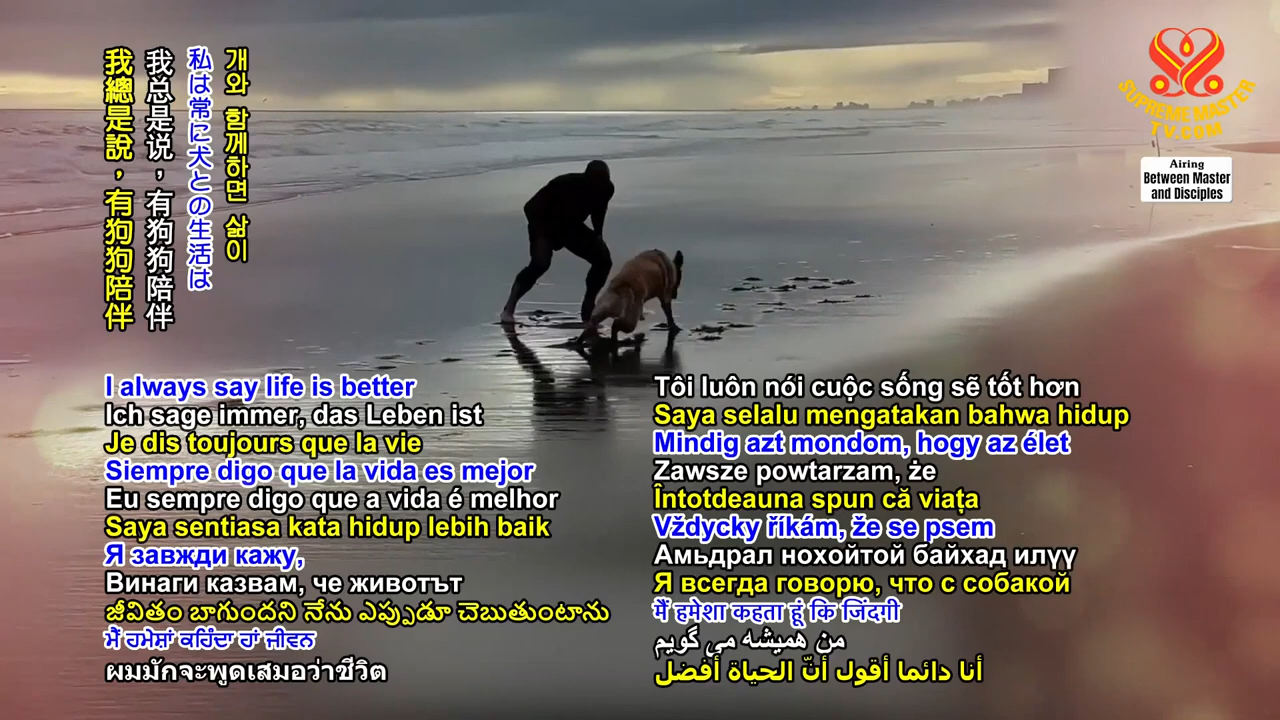 我總是說，有狗狗陪伴
我总是说，有狗狗陪伴
私は常に犬との生活は
개와 함께하면 삶이
SUPREME MASTER
TV.COM
Airing
Between Master
and Disciples
I always say life is better
Ich sage immer, das Leben ist
Je dis toujours que la vie
Siempre digo que la vida es mejor
Eu sempre digo que a vida é melhor
Saya sentiasa kata hidup lebih baik
Я завжди кажу,
Винаги казвам, че животът
జీవితం బాగుందని నేను ఎప్పుడూ చెబుతుంటాను
ਮੈਂ ਹਮੇਸ਼ਾਂ ਕਹਿੰਦਾ ਹਾਂ ਜੀਵਨ
ผมมักจะพูดเสมอว่าชีวิต
Tôi luôn nói cuộc sống sẽ tốt hơn
Saya selalu mengatakan bahwa hidup
Mindig azt mondom, hogy az élet
Zawsze powtarzam, że
Întotdeauna spun că viața
Vždycky říkám, že se psem
Амьдрал нохойтой байхад илүү
Я всегда говорю, что с собакой
मैं हमेशा कहता हूं कि जिंदगी
من همیشه می گویم
أنا دائما أقول أنّ الحياة أفضل